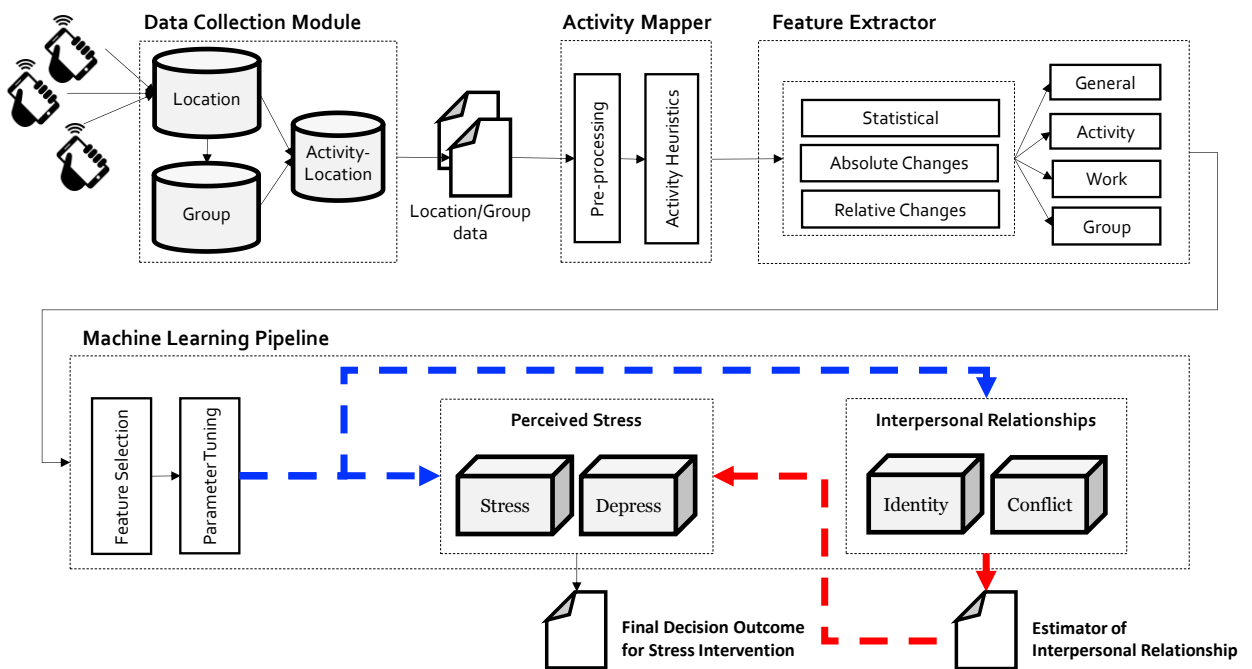 Data Collection Module
Activity Mapper
Feature Extractor
Location
Group
Activity-
Location
Location/Group
data
Pre-processing
Activity Heuristics
Statistical
Absolute Changes
Relative Changes
General
Activity
Work
Group
Machine Learning Pipeline
Feature Selection
Parameter Tuning
Perceived Stress
Stress
Depress
Interpersonal Relationships
Identity
Conflict
Final Decision Outcome
for Stress Intervention
Estimator of
Interpersonal Relationship